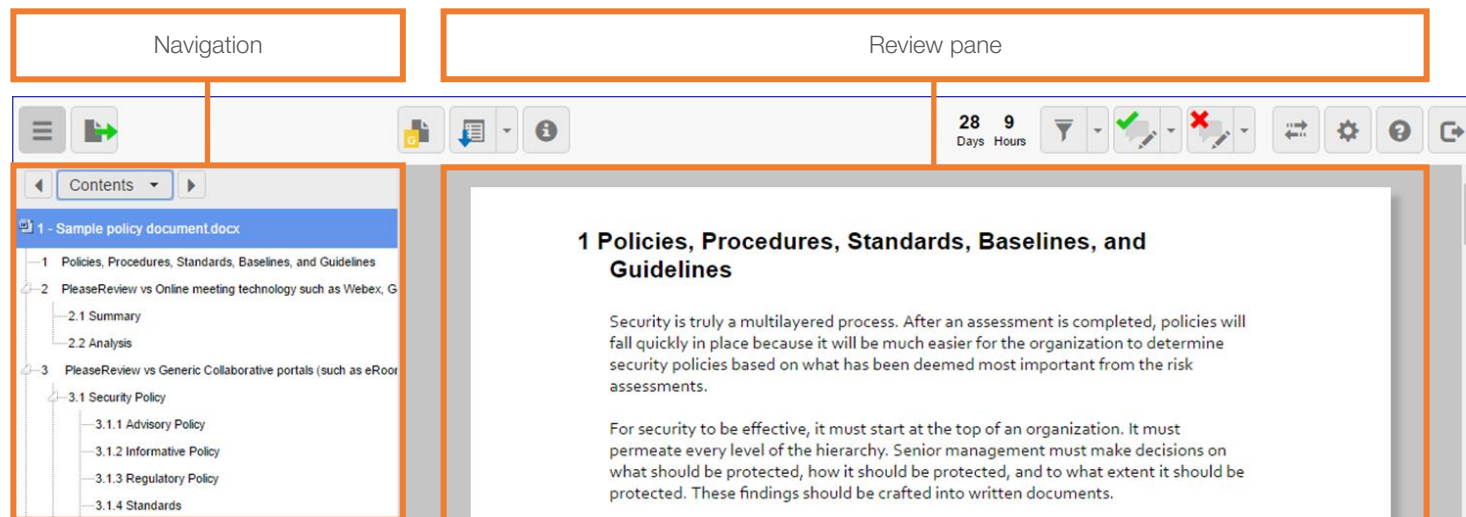 Navigation
Review pane
28 9
Days Hours
G
Contents
1 - Sample policy document.docx
1 Policies, Procedures, Standards, Baselines, and Guidelines
2 PleaseReview vs Online meeting technology such as Webex, G
2.1 Summary
2.2 Analysis
3 PleaseReview vs Generic Collaborative portals (such as eRoor
3.1 Security Policy
3.1.1 Advisory Policy
3.1.2 Informative Policy
3.1.3 Regulatory Policy
3.1.4 Standards
1 Policies, Procedures, Standards, Baselines, and
Guidelines
Security is truly a multilayered process. After an assessment is completed, policies will
fall quickly in place because it will be much easier for the organization to determine
security policies based on what has been deemed most important from the risk
assessments.
For security to be effective, it must start at the top of an organization. It must
permeate every level of the hierarchy. Senior management must make decisions on
what should be protected, how it should be protected, and to what extent it should be
protected. These findings should be crafted into written documents.